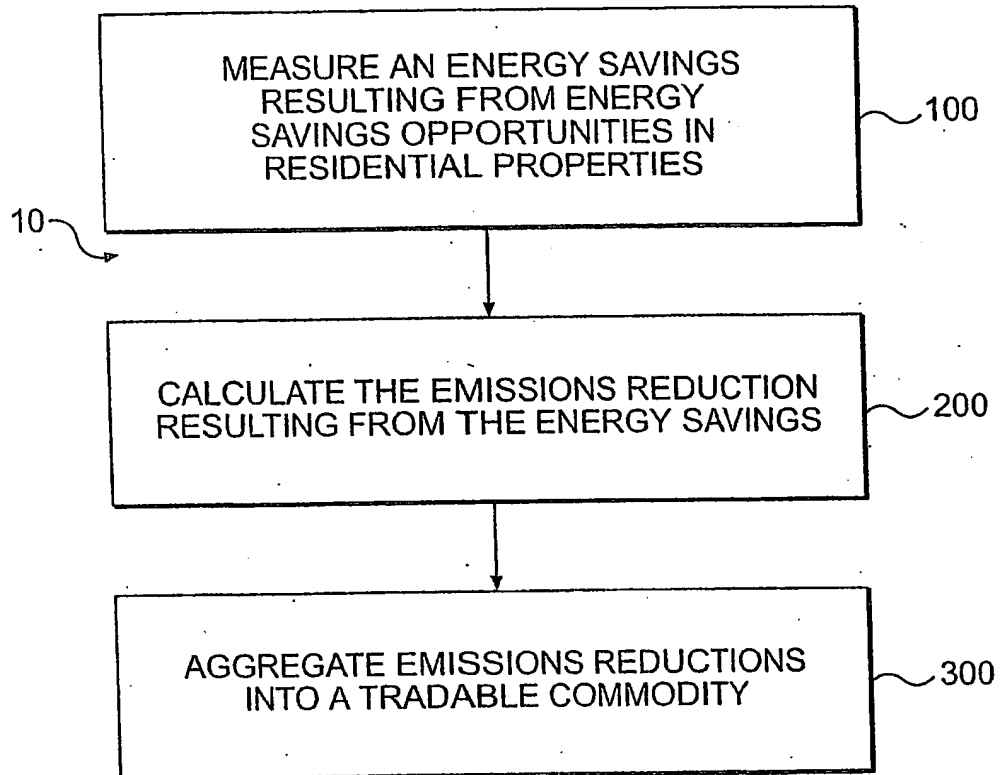 MEASURE AN ENERGY SAVINGS
RESULTING FROM ENERGY
SAVINGS OPPORTUNITIES IN
RESIDENTIAL PROPERTIES
100
10
CALCULATE THE EMISSIONS REDUCTION
RESULTING FROM THE ENERGY SAVINGS
200
AGGREGATE EMISSIONS REDUCTIONS
INTO A TRADABLE COMMODITY
300